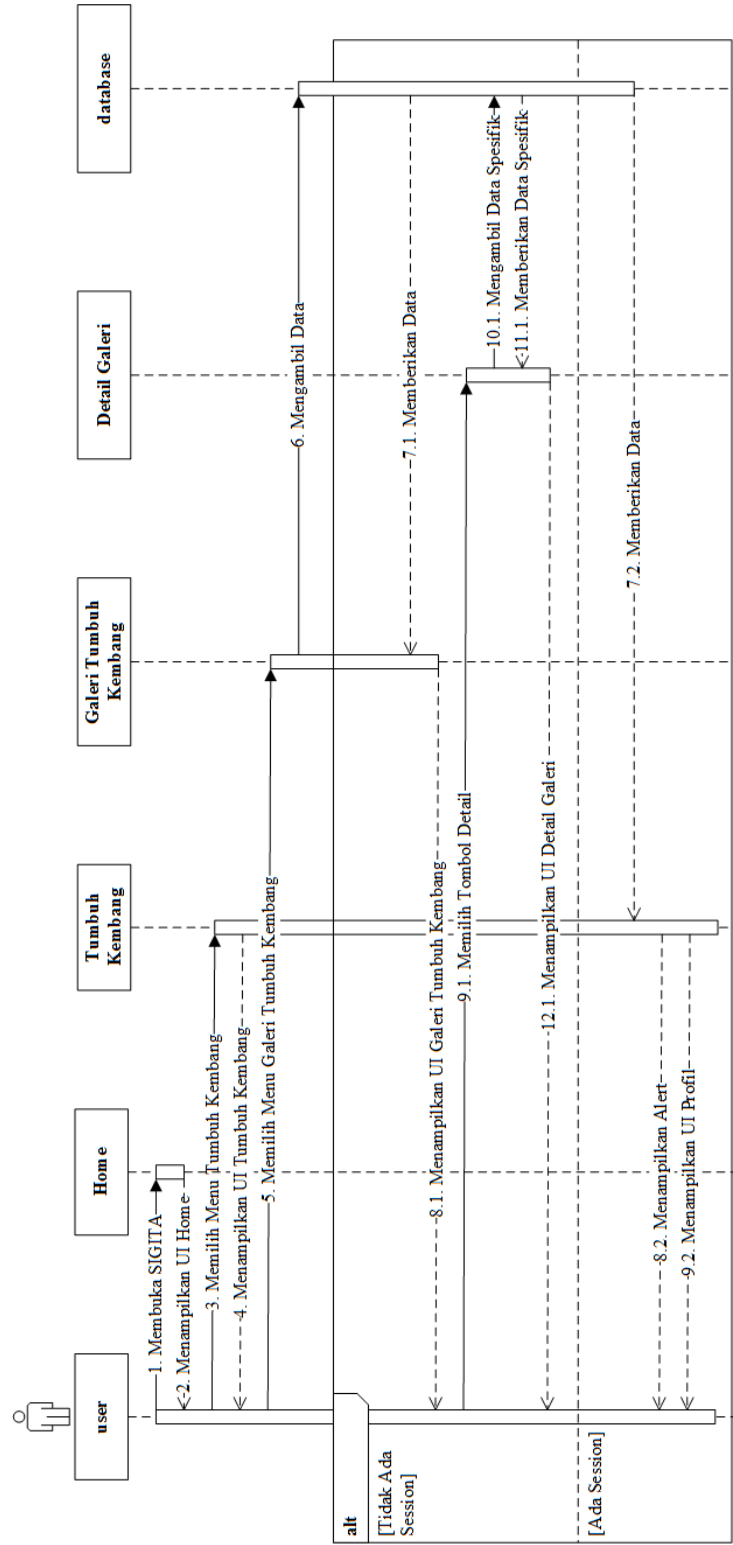 user
Home
Tumbuh
Kembang
Galeri Tumbuh
Kembang
Detail Galeri
database
1. Membuka SIGITA
2. Menampilkan UI Home
3. Memilih Menu Tumbuh Kembang
4. Menampilkan UI Tumbuh Kembang
5. Memilih Menu Galeri Tumbuh Kembang
6. Mengambil Data
alt
[Tidak Ada
Session]
7.1. Memberikan Data
8.1. Menampilkan UI Galeri Tumbuh Kembang
9.1. Memilih Tombol Detail
10.1. Mengambil Data Spesifik
11.1. Memberikan Data Spesifik
12.1. Menampilkan UI Detail Galeri
[Ada Session]
7.2. Memberikan Data
8.2. Menampilkan Alert
9.2. Menampilkan UI Profil